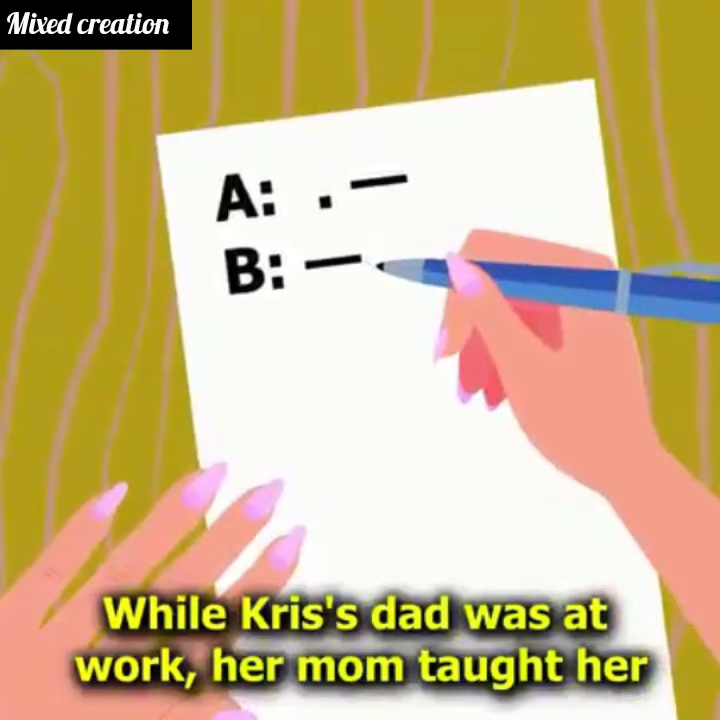 Mixed creation
A: . —
B: — .
While Kris's dad was at
work, her mom taught her